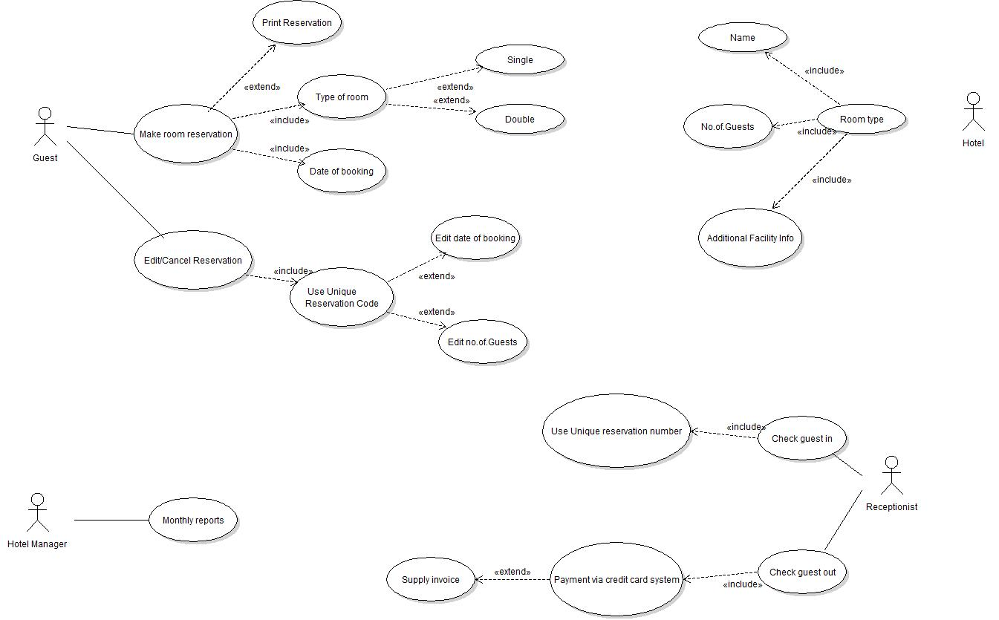 Print Reservation
Name
Single
«include»
«extend»
«extend»
Type of room
«extend»
Make room reservation
«include»
Double
No.of.Guests
«include»
Room type
Guest
Hotel
«include»
Date of booking
«include»
Edit date of booking
Additional Facility Info
Edit/Cancel Reservation
«include»
«extend»
Use Unique
Reservation Code
«extend»
Edit no.of.Guests
Use Unique reservation number
«include»
Check guest in
Receptionist
Monthly reports
Hotel Manager
Supply invoice
«extend»
Payment via credit card system
«include»
Check guest out